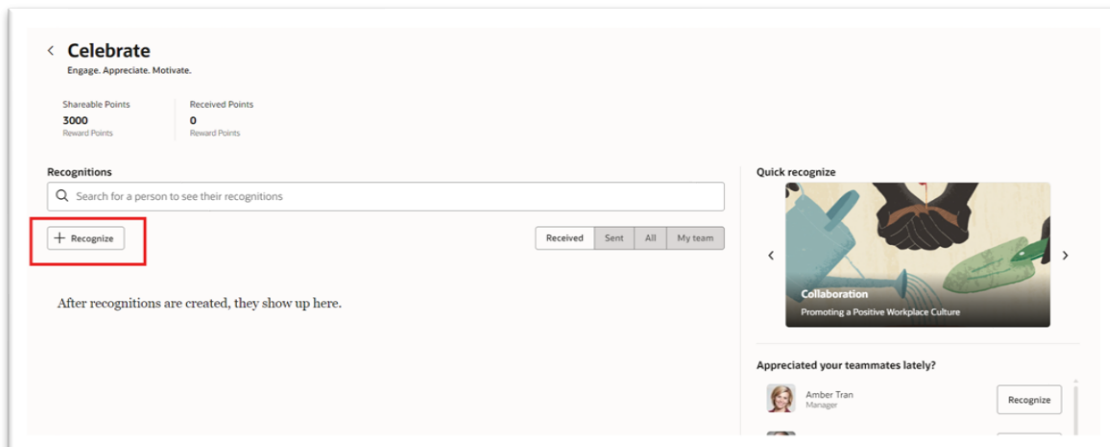 Celebrate
Engage. Appreciate. Motivate.
Shareable Points
3000
Reward Points
Received Points
0
Reward Points
Recognitions
Search for a person to see their recognitions
Recognize
Received Sent All My team
After recognitions are created, they show up here.
Quick recognize
Collaboration
Promoting a Positive Workplace Culture
Appreciated your teammates lately?
Amber Tran
Manager
Recognize